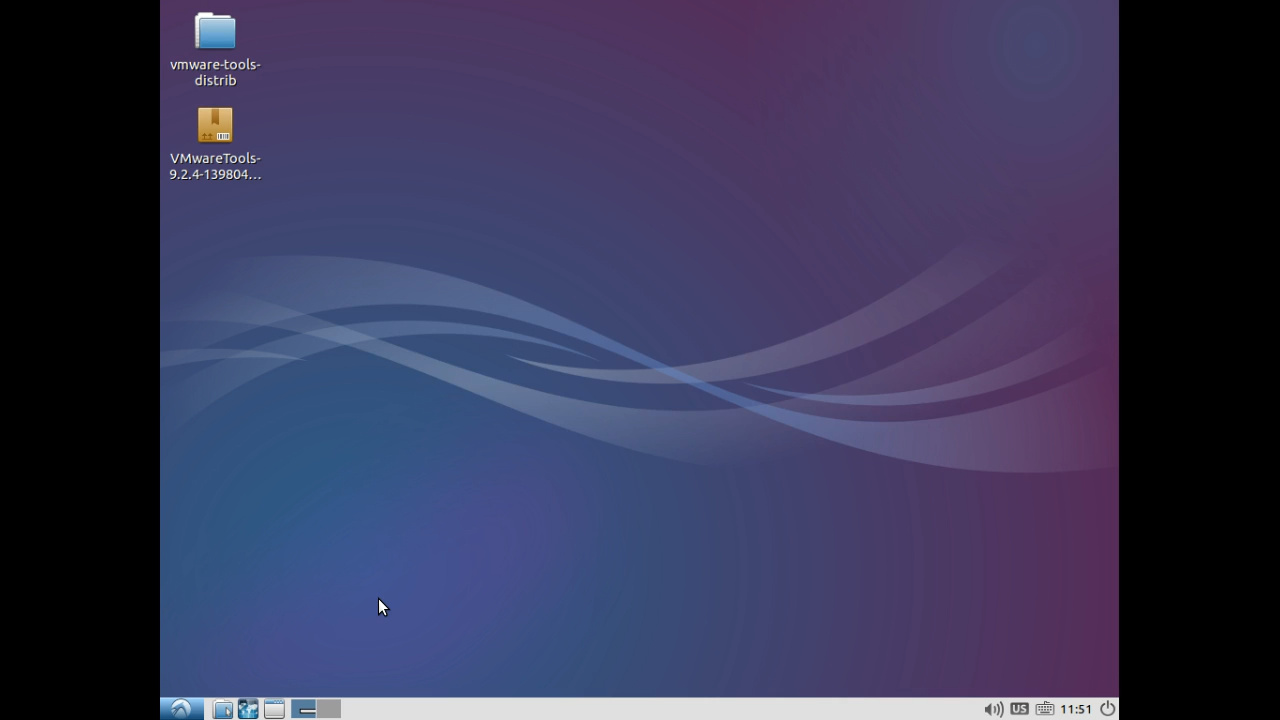 vmware-tools-
distrib
VMwareTools-
9.2.4-139804...
US
11:51